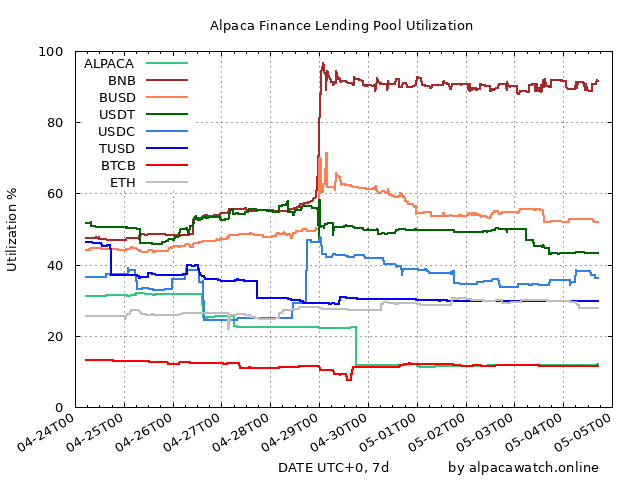 Alpaca Finance Lending Pool Utilization
100
80
60
40
20
0
Utilization %
ALPACA
BNB
BUSD
USDT
USDC
TUSD
BTCB
ETH
04-24T00
04-25T00
04-26T00
04-27T00
04-28T00
04-29T00
04-30T00
05-01T00
05-02T00
05-03T00
05-04T00
05-05T00
DATE UTC+0, 7d
by alpacawatch.online